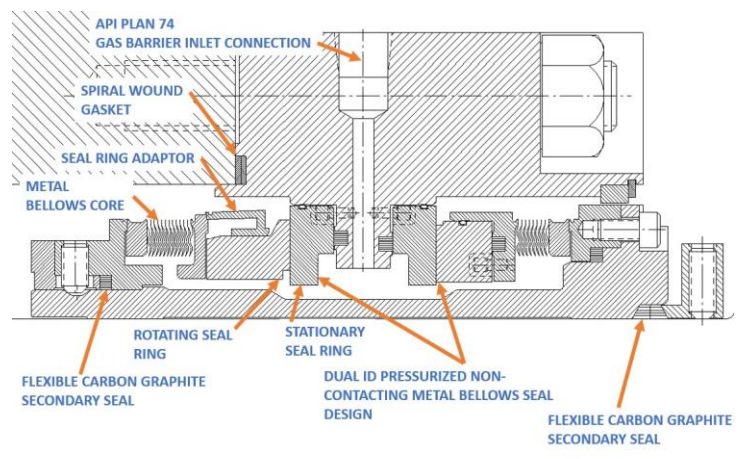 API PLAN 74
GAS BARRIER INLET CONNECTION
SPIRAL WOUND
GASKET
SEAL RING ADAPTOR
METAL
BELLOWS CORE
ROTATING SEAL
RING
STATIONARY
SEAL RING
FLEXIBLE CARBON GRAPHITE
SECONDARY SEAL
DUAL ID PRESSURIZED NON-
CONTACTING METAL BELLOWS SEAL
DESIGN
FLEXIBLE CARBON GRAPHITE
SECONDARY SEAL